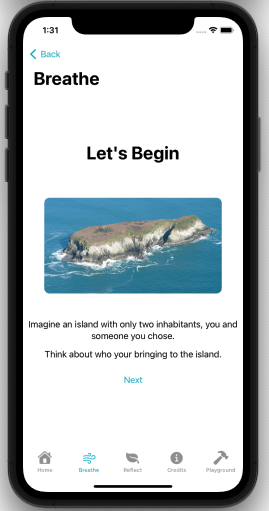 1:31
Back
Breathe
Let's Begin
Imagine an island with only two inhabitants, you and
someone you chose.
Think about who your bringing to the island.
Next
Home Breathe Reflect Credits Playground